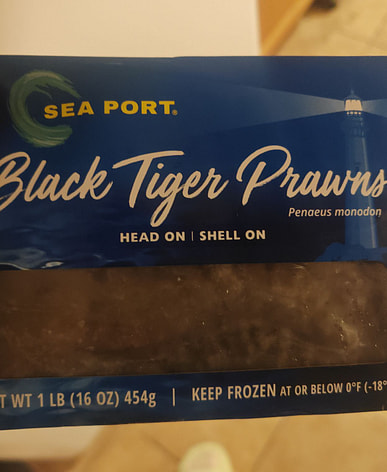 SEA PORT®
Black Tiger Prawns
Penaeus monodon
HEAD ON | SHELL ON
T WT 1 LB (16 OZ) 454g | KEEP FROZEN AT OR BELOW 0°F (-18°